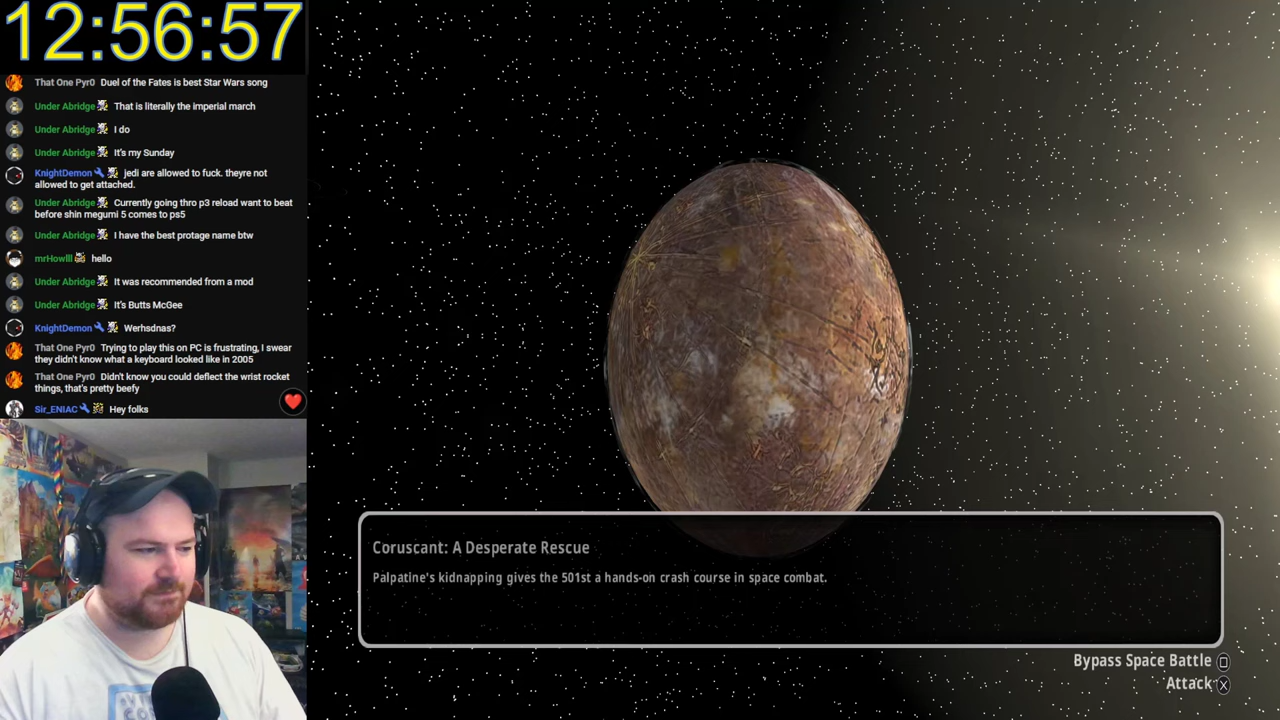 12:56:57
That One Pyr0 Duel of the Fates is best Star Wars song
Under Abridge That is literally the imperial march
Under Abridge I do
Under Abridge It's my Sunday
KnightDemon jedi are allowed to fuck. theyre not
allowed to get attached.
Under Abridge Currently going thro p3 reload want to beat
before shin megumi 5 comes to ps5
Under Abridge I have the best protage name btw
mrHowlll hello
Under Abridge It was recommended from a mod
Under Abridge It's Butts McGee
KnightDemon Werhsdnas?
That One Pyr0 Trying to play this on PC is frustrating, I swear
they didn't know what a keyboard looked like in 2005
That One Pyr0 Didn't know you could deflect the wrist rocket
things, that's pretty beefy
Sir_ENIAC Hey folks
Coruscant: A Desperate Rescue
Palpatine's kidnapping gives the 501st a hands-on crash course in space combat.
Bypass Space Battle
Attack